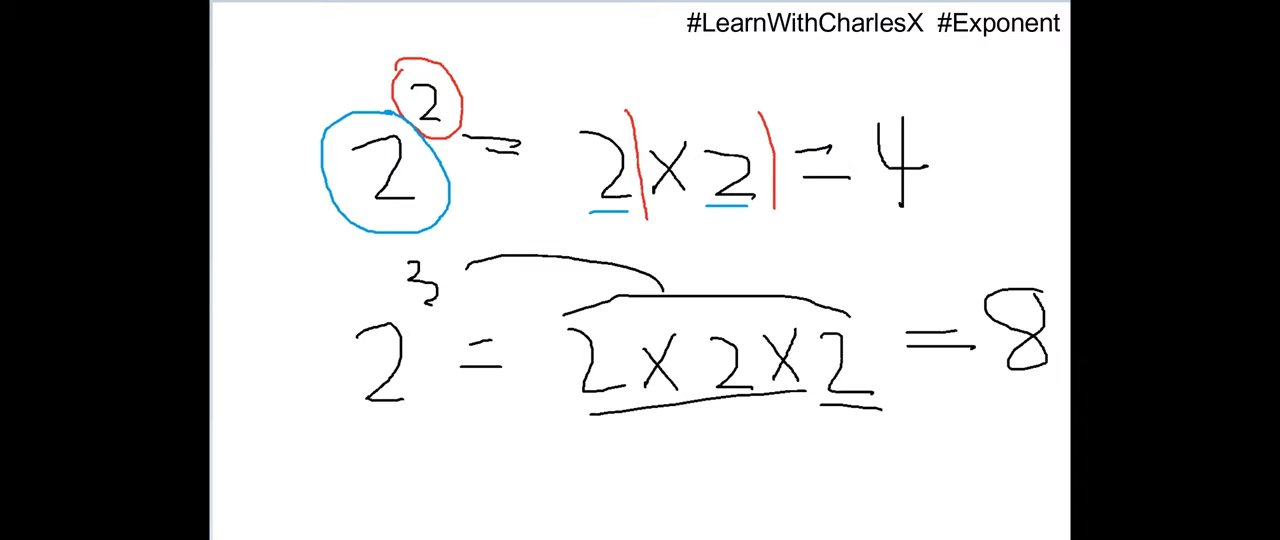 #LearnWithCharlesX #Exponent
2² = 2 × 2 = 4
2³ = 2 × 2 × 2 = 8